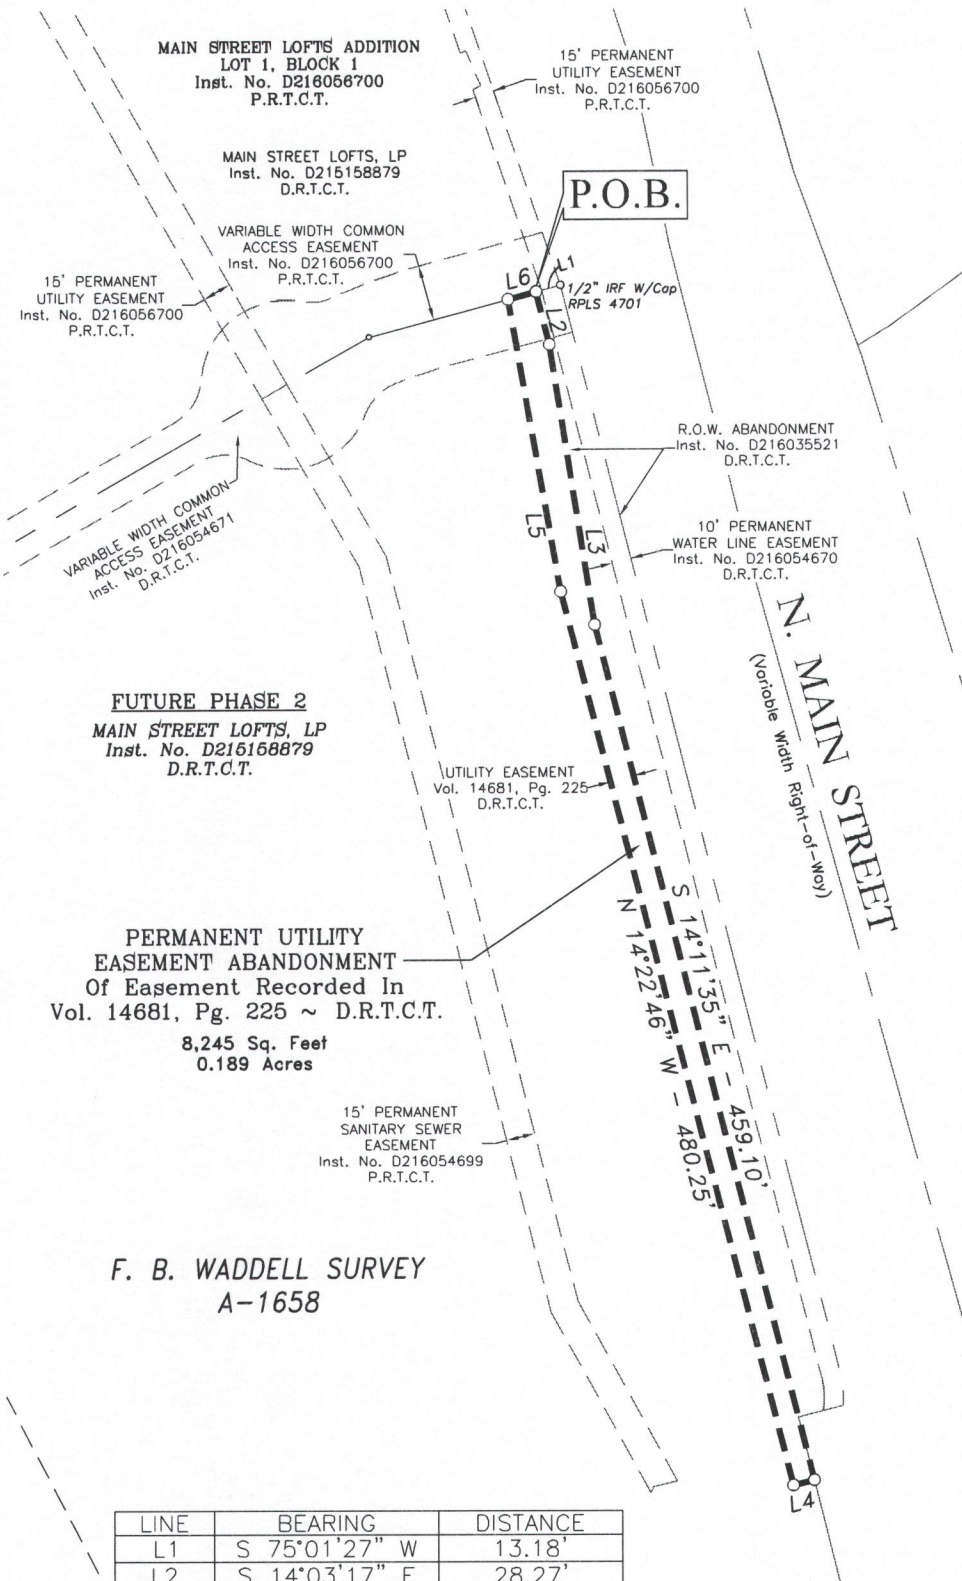 MAIN STREET LOFTS ADDITION
LOT 1, BLOCK 1
Inst. No. D216056700
P.R.T.C.T.
15' PERMANENT
UTILITY EASEMENT
Inst. No. D216056700
P.R.T.C.T.
MAIN STREET LOFTS, LP
Inst. No. D215158879
D.R.T.C.T.
P.O.B.
VARIABLE WIDTH COMMON
ACCESS EASEMENT
Inst. No. D216056700
P.R.T.C.T.
15' PERMANENT
UTILITY EASEMENT
Inst. No. D216056700
P.R.T.C.T.
L6
L1
1/2" IRF W/Cap
RPLS 4701
L2
R.O.W. ABANDONMENT
Inst. No. D216035521
D.R.T.C.T.
VARIABLE WIDTH COMMON
ACCESS EASEMENT
Inst. No. D216054671
D.R.T.C.T.
L5
L3
10' PERMANENT
WATER LINE EASEMENT
Inst. No. D216054670
D.R.T.C.T.
N. MAIN STREET
(Variable Width Right-of-Way)
FUTURE PHASE 2
MAIN STREET LOFTS, LP
Inst. No. D215158879
D.R.T.C.T.
UTILITY EASEMENT
Vol. 14681, Pg. 225
D.R.T.C.T.
S 14°11'35" E - 459.10'
N 14°22'46" W - 480.25'
PERMANENT UTILITY
EASEMENT ABANDONMENT
Of Easement Recorded In
Vol. 14681, Pg. 225 ~ D.R.T.C.T.
8,245 Sq. Feet
0.189 Acres
15' PERMANENT
SANITARY SEWER
EASEMENT
Inst. No. D216054699
P.R.T.C.T.
F. B. WADDELL SURVEY
A-1658
L4
LINE BEARING DISTANCE
L1 S 75°01'27" W 13.18'
L2 S 14°03'17" E 28.27'